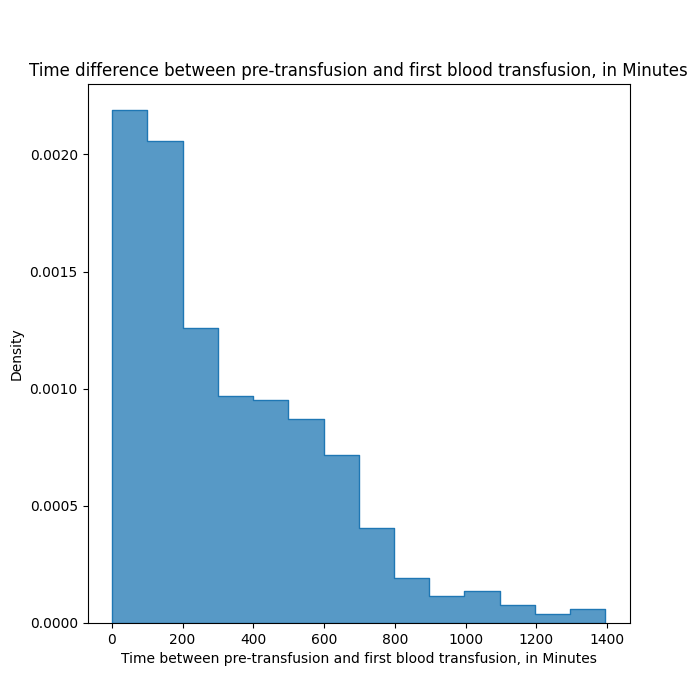 Time difference between pre-transfusion and first blood transfusion, in Minutes
Density
0.0020
0.0015
0.0010
0.0005
0.0000
0 200 400 600 800 1000 1200 1400
Time between pre-transfusion and first blood transfusion, in Minutes